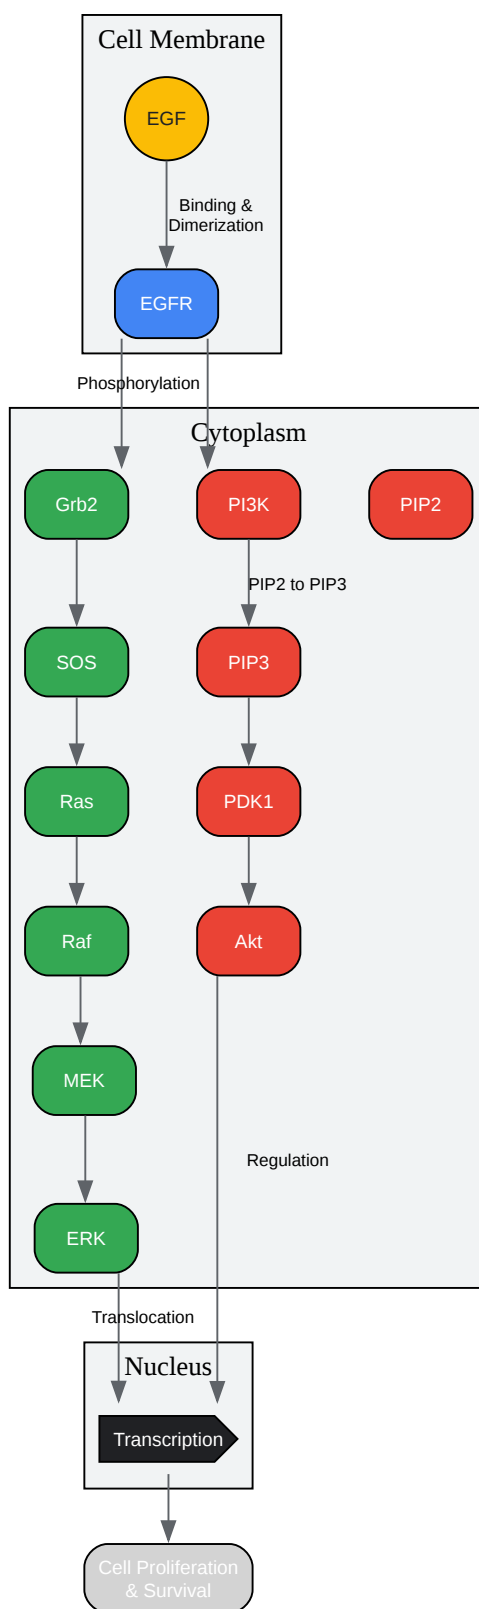 Cell Membrane
EGF
Binding &
Dimerization
EGFR
Phosphorylation
Cytoplasm
Grb2
PI3K
PIP2
PIP2 to PIP3
SOS
PIP3
Ras
PDK1
Raf
Akt
MEK
Regulation
ERK
Translocation
Nucleus
Transcription
Cell Proliferation
& Survival